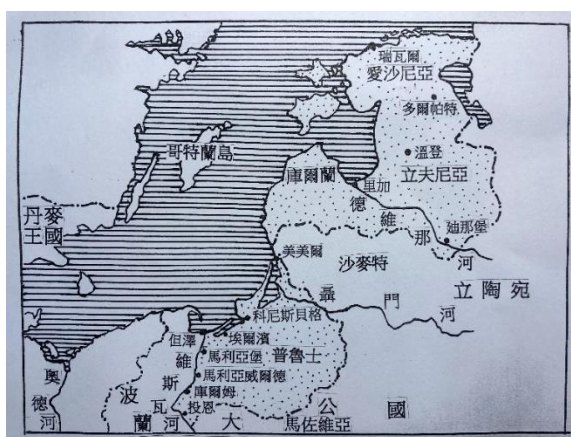 瑞瓦爾
愛沙尼亞
多爾帕特
哥特蘭島
溫登
庫爾蘭
里加
立夫尼亞
德維那河
丹麥
王國
廸那堡
美美爾
沙麥特
立陶宛
聶門河
科尼斯貝格
但澤
埃爾濱
維斯瓦河
馬利亞堡
普魯士
奧德河
馬利亞威爾德
波蘭
庫爾姆
大公國
投恩
馬佐維亞